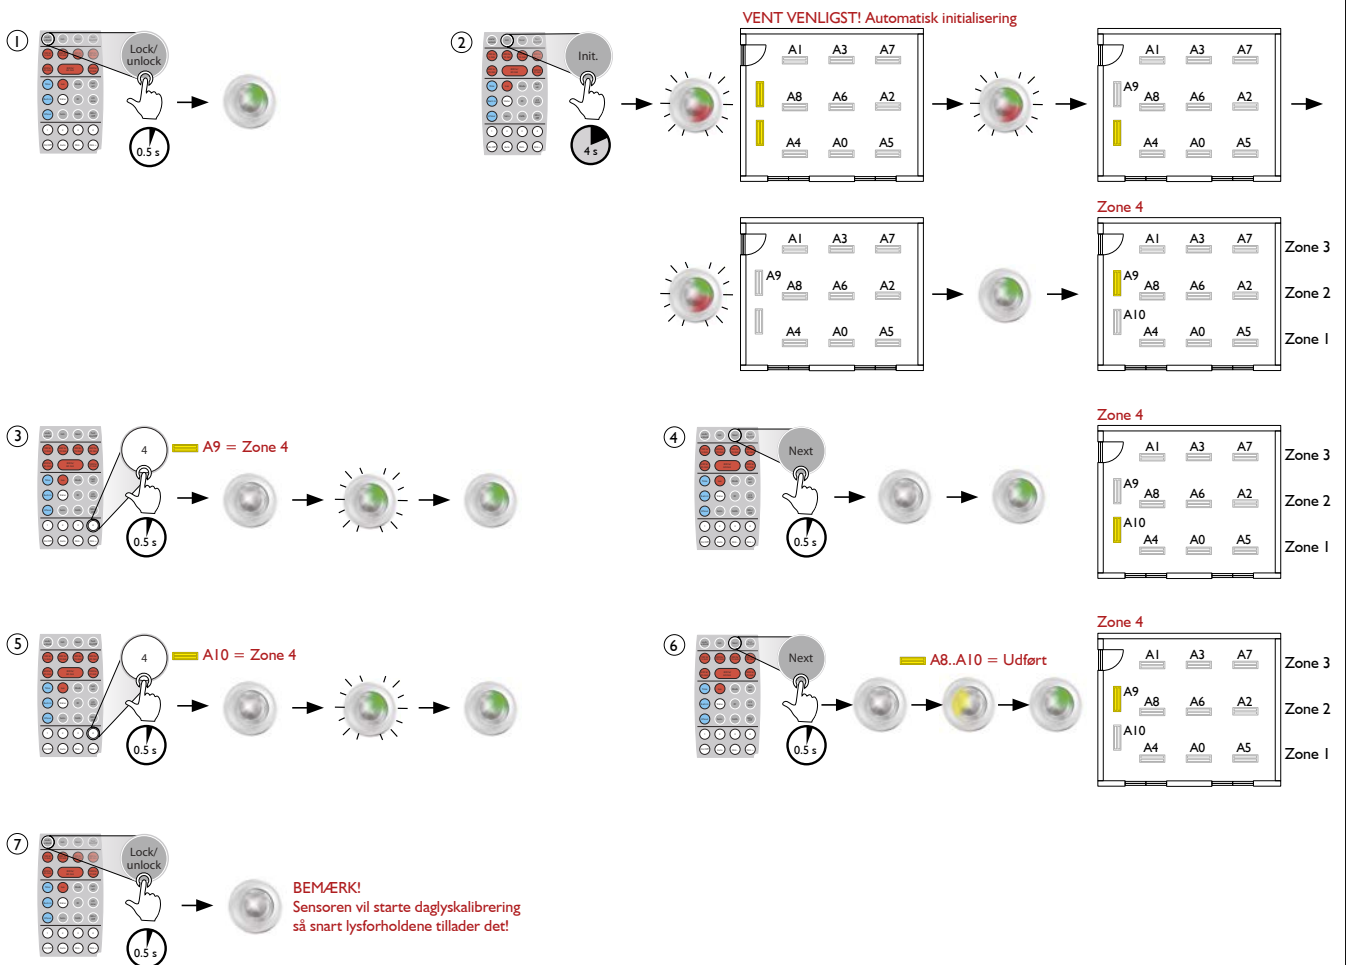 VENT VENLIGST! Automatisk initialisering
1
Lock/
unlock
0.5 s
2
Init.
4 s
A1 A3 A7
A8 A6 A2
A4 A0 A5
A1 A3 A7
A9
A8 A6 A2
A4 A0 A5
A1 A3 A7
A9
A8 A6 A2
A4 A0 A5
Zone 4
A1 A3 A7 Zone 3
A9
A8 A6 A2 Zone 2
A10
A4 A0 A5 Zone 1
3
4
A9 = Zone 4
0.5 s
4
Next
0.5 s
Zone 4
A1 A3 A7 Zone 3
A9
A8 A6 A2 Zone 2
A10
A4 A0 A5 Zone 1
5
4
A10 = Zone 4
0.5 s
6
Next
A8..A10 = Udført
0.5 s
Zone 4
A1 A3 A7 Zone 3
A9
A8 A6 A2 Zone 2
A10
A4 A0 A5 Zone 1
7
Lock/
unlock
0.5 s
BEMÆRK!
Sensoren vil starte daglyskalibrering
så snart lysforholdene tillader det!